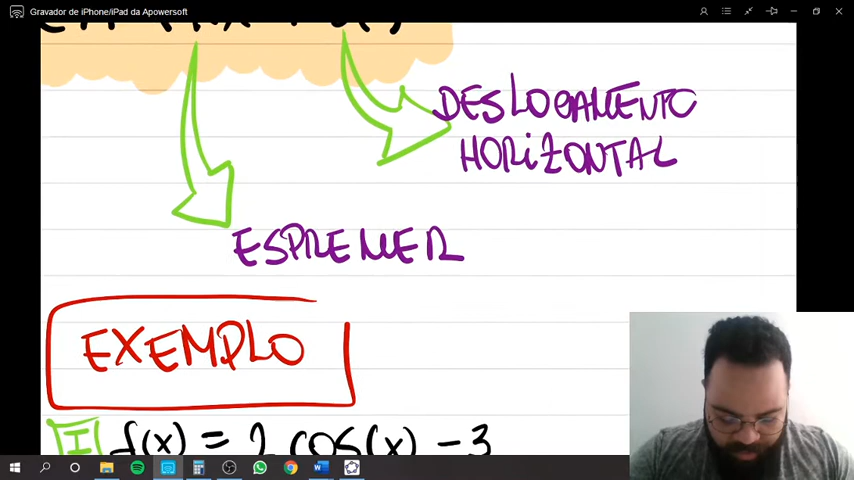 Gravador de iPhone/iPad da Apowersoft
DESLOCAMENTO
HORIZONTAL
ESPREMER
EXEMPLO
I f(x) = 2 cos(x) - 3